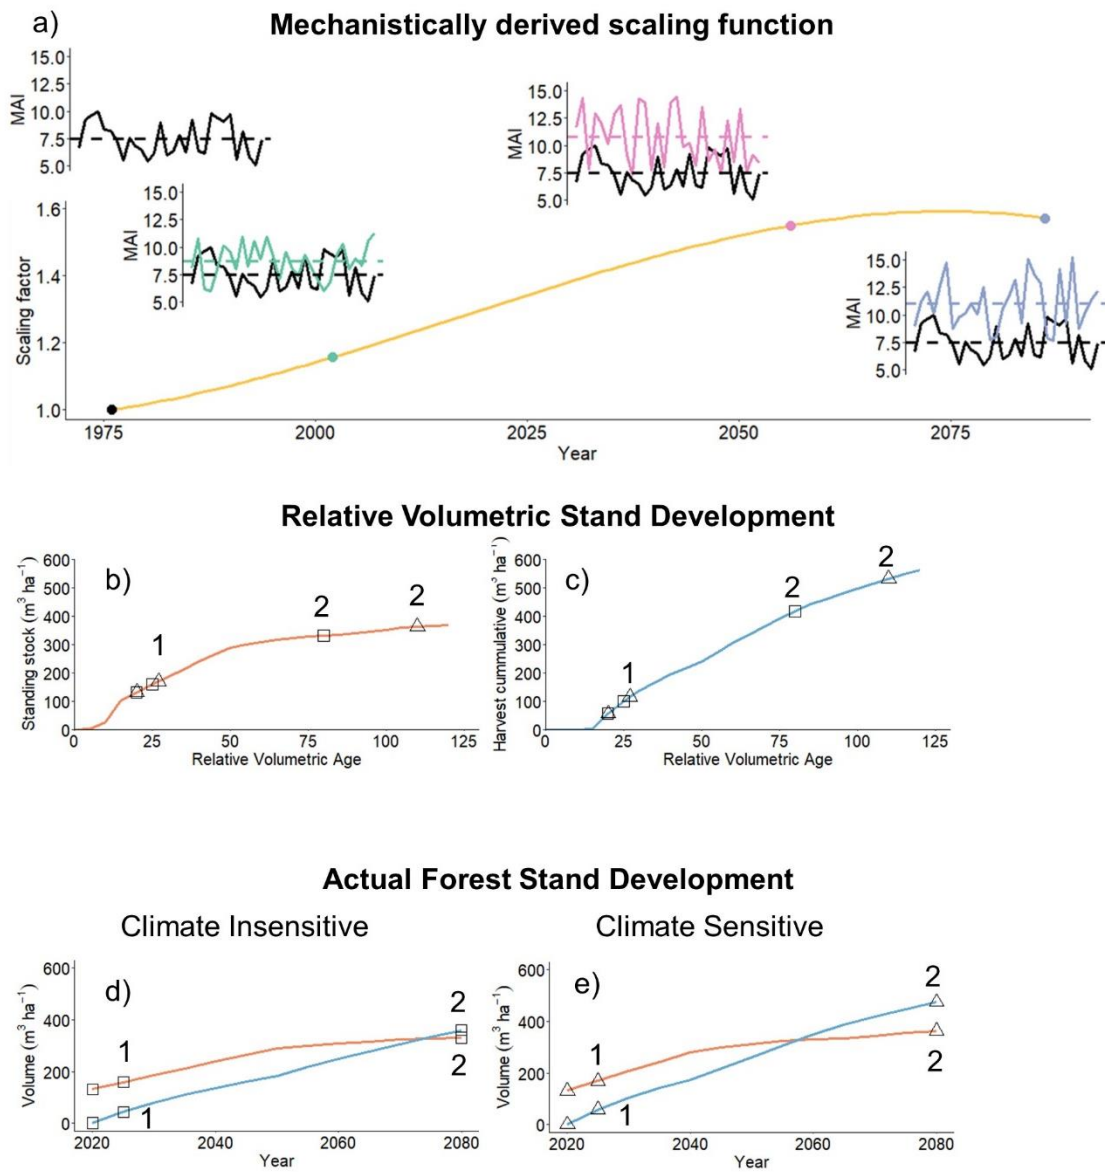 a)
Mechanistically derived scaling function
15.0
12.5
10.0
7.5
5.0
MAI
15.0
12.5
10.0
7.5
5.0
MAI
15.0
12.5
10.0
7.5
5.0
MAI
15.0
12.5
10.0
7.5
5.0
MAI
1.6
1.4
1.2
1.0
Scaling factor
1975 2000 2025 2050 2075
Year
Relative Volumetric Stand Development
b)
600
500
400
300
200
100
0
Standing stock (m³ ha⁻¹)
1 2 2
0 25 50 75 100 125
Relative Volumetric Age
c)
600
500
400
300
200
100
0
Harvest cummulative (m³ ha⁻¹)
1 2 2
0 25 50 75 100 125
Relative Volumetric Age
Actual Forest Stand Development
Climate Insensitive
d)
600
400
200
0
Volume (m³ ha⁻¹)
1 2
1 2
2020 2040 2060 2080
Year
Climate Sensitive
e)
600
400
200
0
Volume (m³ ha⁻¹)
1 2
1 2
2020 2040 2060 2080
Year